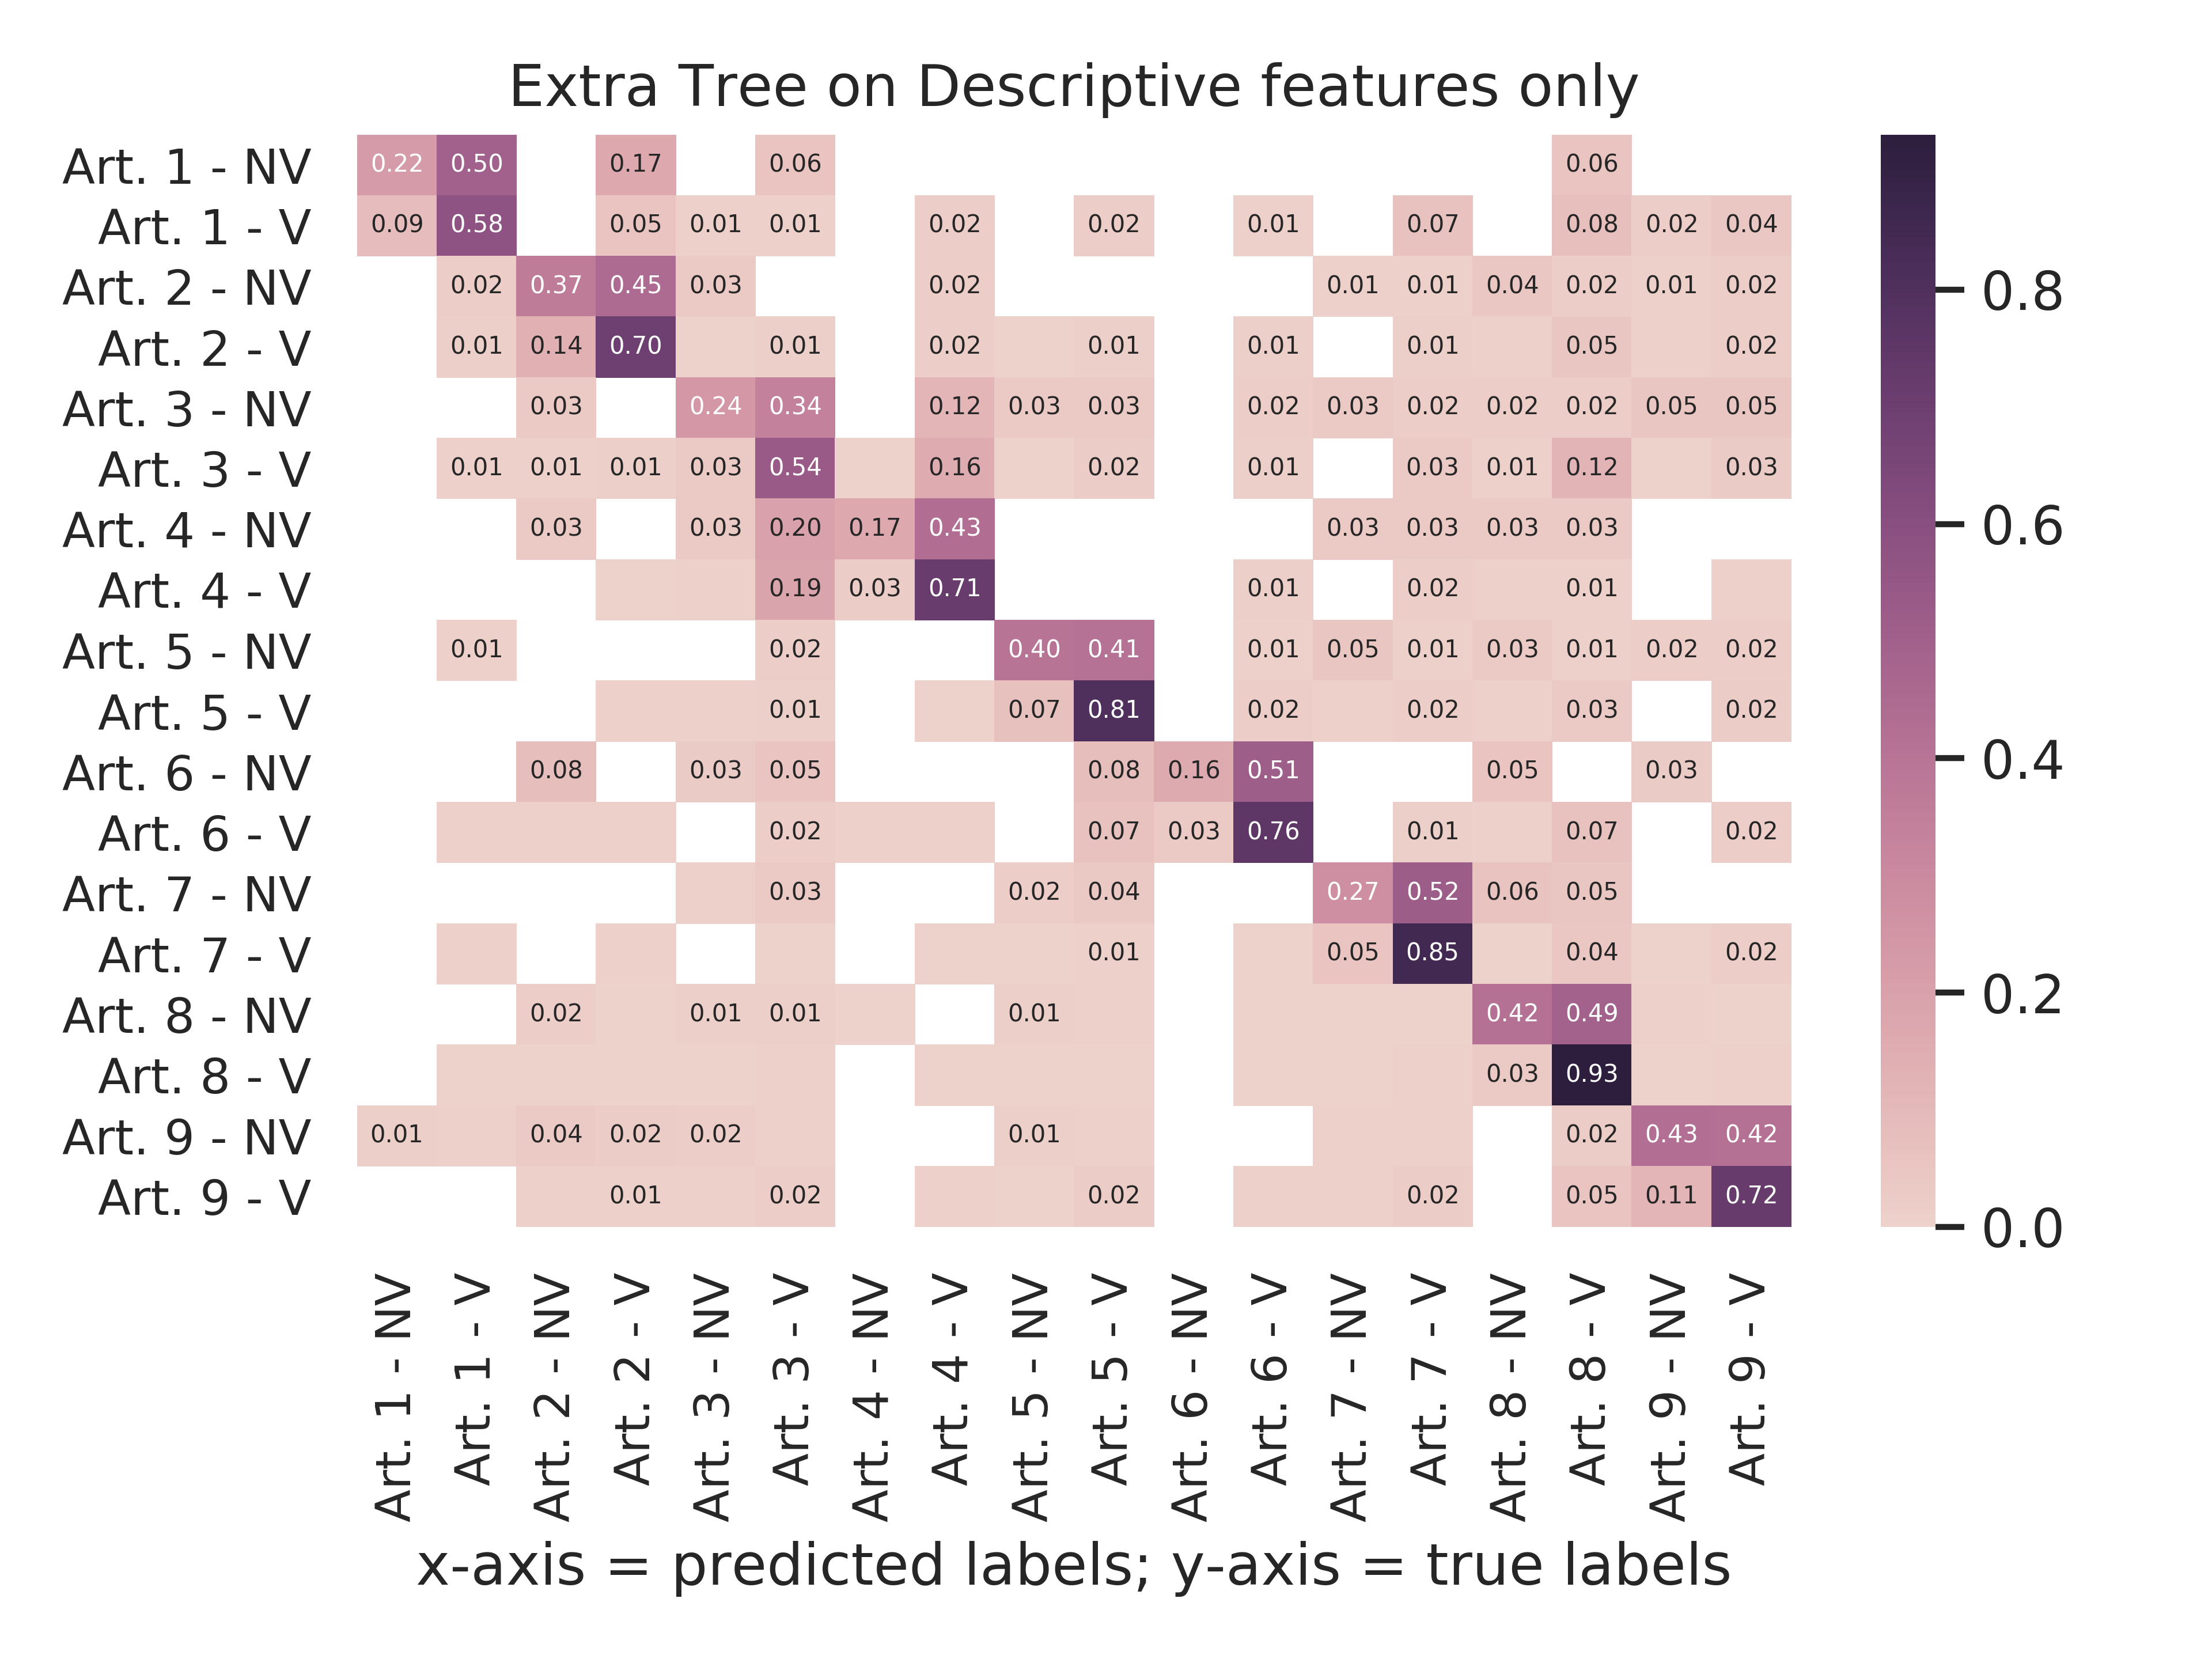 Extra Tree on Descriptive features only
Art. 1 - NV 0.22 0.50 0.17 0.06 0.06
Art. 1 - V 0.09 0.58 0.05 0.01 0.01 0.02 0.02 0.01 0.07 0.08 0.02 0.04
Art. 2 - NV 0.02 0.37 0.45 0.03 0.02 0.01 0.01 0.04 0.02 0.01 0.02
Art. 2 - V 0.01 0.14 0.70 0.01 0.02 0.01 0.01 0.01 0.05 0.02
Art. 3 - NV 0.03 0.24 0.34 0.12 0.03 0.03 0.02 0.03 0.02 0.02 0.02 0.05 0.05
Art. 3 - V 0.01 0.01 0.01 0.03 0.54 0.16 0.02 0.01 0.03 0.01 0.12 0.03
Art. 4 - NV 0.03 0.03 0.20 0.17 0.43 0.03 0.03 0.03 0.03
Art. 4 - V 0.19 0.03 0.71 0.01 0.02 0.01
Art. 5 - NV 0.01 0.02 0.40 0.41 0.01 0.05 0.01 0.03 0.01 0.02 0.02
Art. 5 - V 0.01 0.07 0.81 0.02 0.02 0.03 0.02
Art. 6 - NV 0.08 0.03 0.05 0.08 0.16 0.51 0.05 0.03
Art. 6 - V 0.02 0.07 0.03 0.76 0.01 0.07 0.02
Art. 7 - NV 0.03 0.02 0.04 0.27 0.52 0.06 0.05
Art. 7 - V 0.01 0.05 0.85 0.04 0.02
Art. 8 - NV 0.02 0.01 0.01 0.01 0.42 0.49
Art. 8 - V 0.03 0.93
Art. 9 - NV 0.01 0.04 0.02 0.02 0.01 0.02 0.43 0.42
Art. 9 - V 0.01 0.02 0.02 0.02 0.05 0.11 0.72
0.8
0.6
0.4
0.2
0.0
Art. 1 - NV
Art. 1 - V
Art. 2 - NV
Art. 2 - V
Art. 3 - NV
Art. 3 - V
Art. 4 - NV
Art. 4 - V
Art. 5 - NV
Art. 5 - V
Art. 6 - NV
Art. 6 - V
Art. 7 - NV
Art. 7 - V
Art. 8 - NV
Art. 8 - V
Art. 9 - NV
Art. 9 - V
x-axis = predicted labels; y-axis = true labels